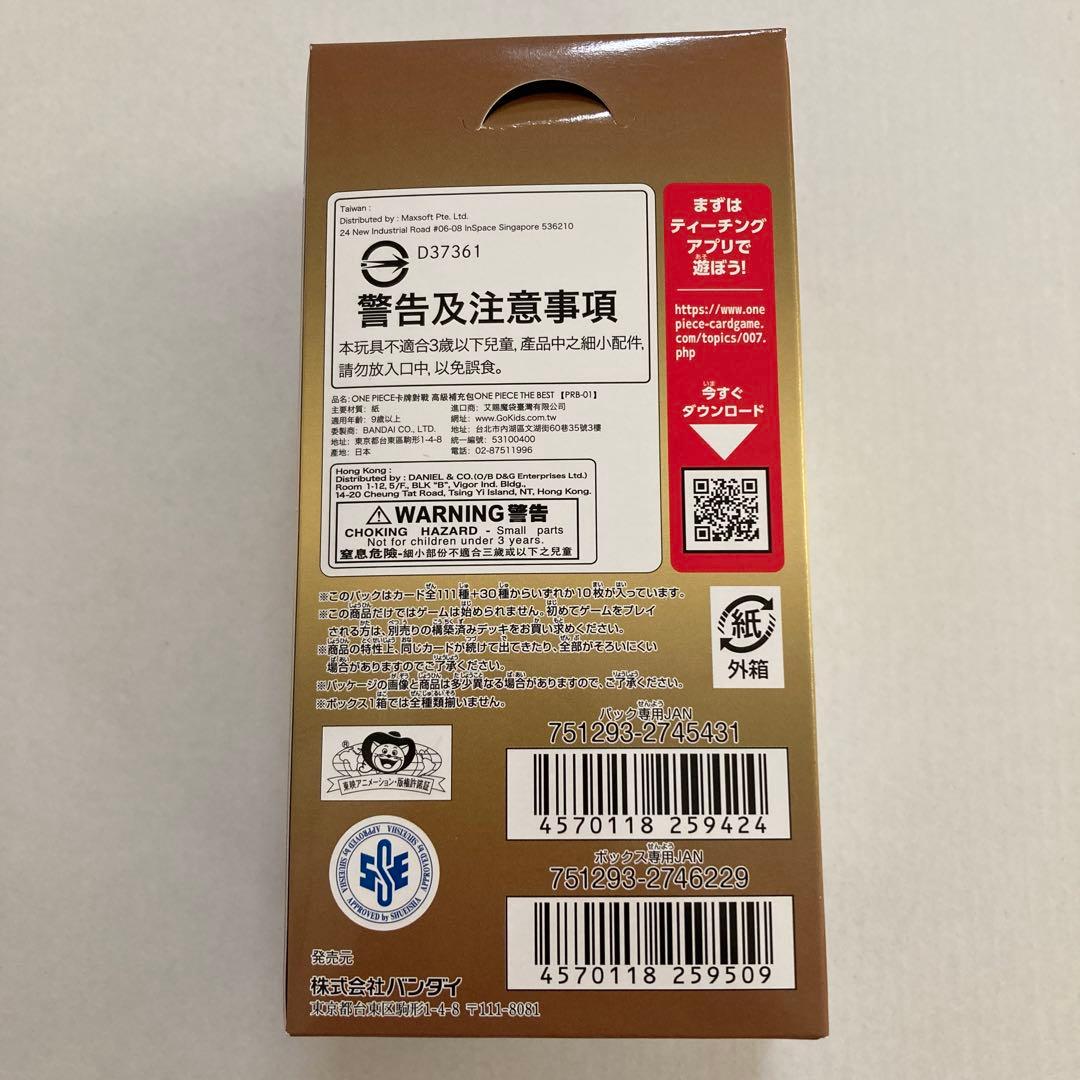 Taiwan :
Distributed by : Maxsoft Pte. Ltd.
24 New Industrial Road #06-08 InSpace Singapore 536210
D37361
警告及注意事項
本玩具不適合3歲以下兒童, 產品中之細小配件,
請勿放入口中, 以免誤食。
品名: ONE PIECE卡牌對戰 高級補充包ONE PIECE THE BEST 【PRB-01】
主要材質: 紙 進口商: 艾賜魔袋臺灣有限公司
適用年齡: 9歲以上 網址: www.GoKids.com.tw
委製商: BANDAI CO., LTD. 地址: 台北市內湖區文湖街60巷35號3樓
地址: 東京都台東區駒形1-4-8 統一編號: 53100400
產地: 日本 電話: 02-87511996
Hong Kong :
Distributed by : DANIEL & CO.(O/B D&G Enterprises Ltd.)
Room 1-12, 5/F., BLK "B", Vigor Ind. Bldg.,
14-20 Cheung Tat Road, Tsing Yi Island, NT, Hong Kong.
WARNING 警告
CHOKING HAZARD - Small parts
Not for children under 3 years.
窒息危險-細小部份不適合三歲或以下之兒童
まずは
ティーチング
アプリで
遊ぼう!
https://www.one
piece-cardgame.
com/topics/007.
php
今すぐ
ダウンロード
※このパックはカード全111種+30種からいずれか10枚が入っています。
※この商品だけではゲームは始められません。初めてゲームをプレイ
される方は、別売りの構築済みデッキをお買い求めください。
※商品の特性上、同じカードが続けて出てきたり、全部がそろいにくい
場合がありますのでご了承ください。
※パッケージの画像と商品は多少異なる場合がありますので、ご了承ください。
※ボックス1箱では全種類揃いません。
紙
外箱
パック専用JAN
751293-2745431
4570118 259424
ボックス専用JAN
751293-2746229
4570118 259509
®
東映アニメーション・版権許諾証
APPROVED by SHUEISHA
APPROVED by SHUEISHA
APPROVED by SHUEISHA
SSE
発売元
株式会社バンダイ
東京都台東区駒形1-4-8 〒111-8081